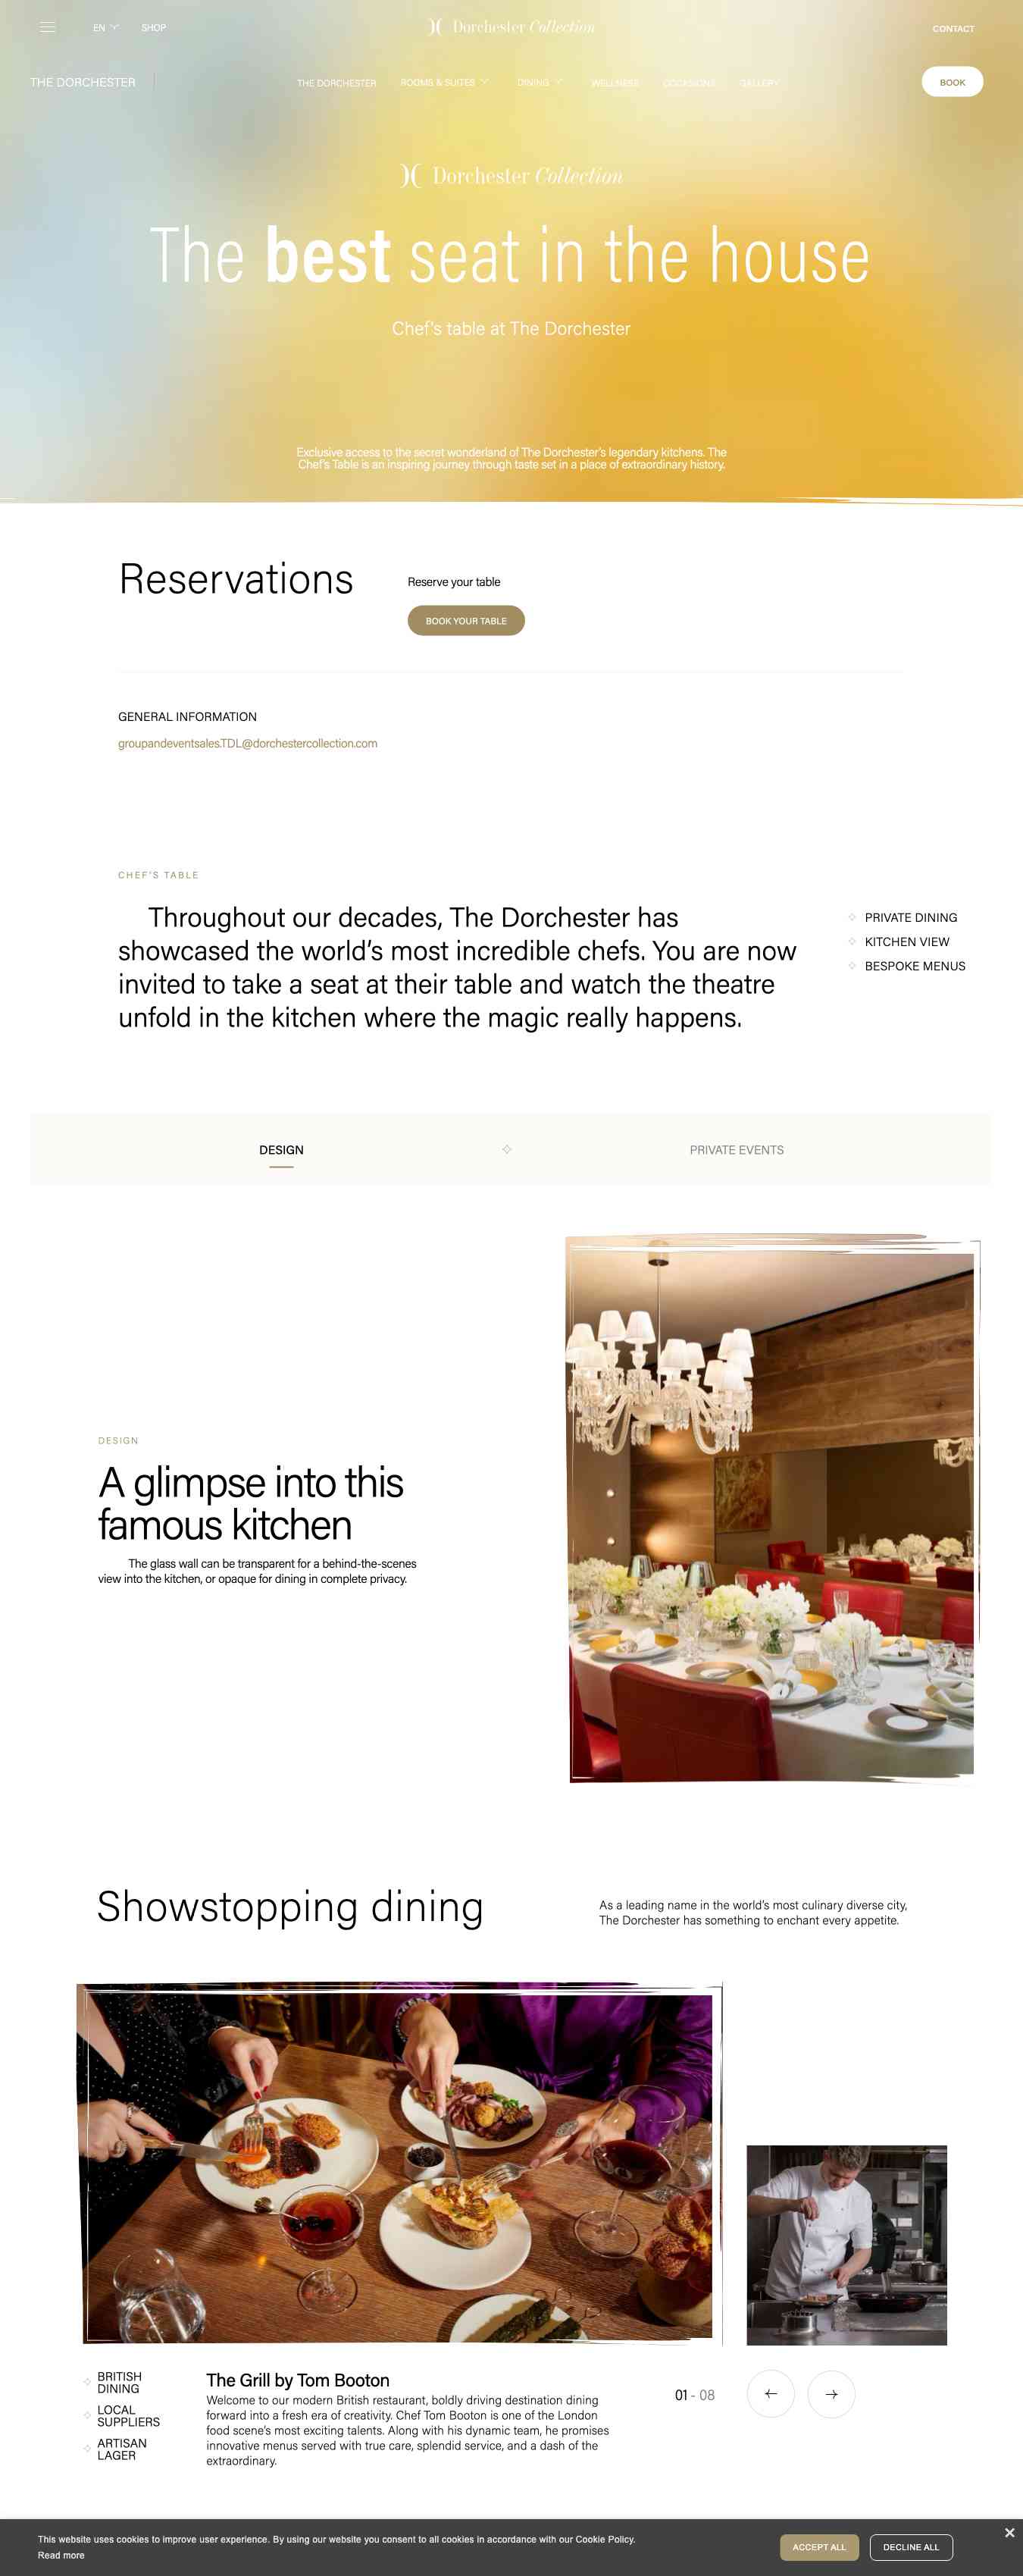 EN
SHOP
Dorchester Collection
CONTACT
THE DORCHESTER
THE DORCHESTER
ROOMS & SUITES
DINING
WELLNESS
OCCASIONS
GALLERY
BOOK
Dorchester Collection
The best seat in the house
Chef's table at The Dorchester
Exclusive access to the secret wonderland of The Dorchester's legendary kitchens. The
Chef's Table is an inspiring journey through taste set in a place of extraordinary history.
Reservations
Reserve your table
BOOK YOUR TABLE
GENERAL INFORMATION
groupandeventsales.TDL@dorchestercollection.com
CHEF'S TABLE
Throughout our decades, The Dorchester has
showcased the world's most incredible chefs. You are now
invited to take a seat at their table and watch the theatre
unfold in the kitchen where the magic really happens.
PRIVATE DINING
KITCHEN VIEW
BESPOKE MENUS
DESIGN
PRIVATE EVENTS
DESIGN
A glimpse into this
famous kitchen
The glass wall can be transparent for a behind-the-scenes
view into the kitchen, or opaque for dining in complete privacy.
Showstopping dining
As a leading name in the world's most culinary diverse city,
The Dorchester has something to enchant every appetite.
BRITISH
DINING
LOCAL
SUPPLIERS
ARTISAN
LAGER
The Grill by Tom Booton
Welcome to our modern British restaurant, boldly driving destination dining
forward into a fresh era of creativity. Chef Tom Booton is one of the London
food scene's most exciting talents. Along with his dynamic team, he promises
innovative menus served with true care, splendid service, and a dash of the
extraordinary.
01 - 08
This website uses cookies to improve user experience. By using our website you consent to all cookies in accordance with our Cookie Policy.
Read more
ACCEPT ALL
DECLINE ALL